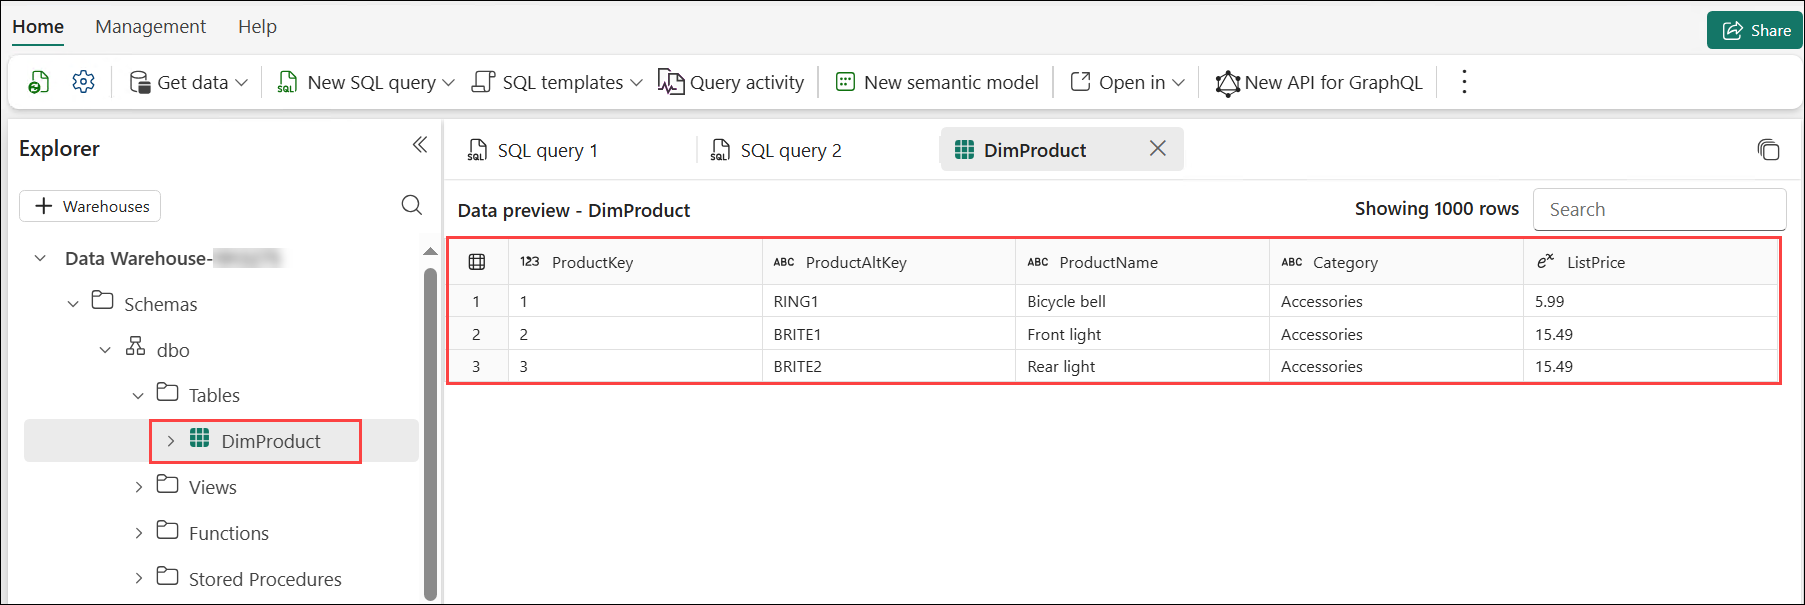 Home Management Help
Share
Get data New SQL query SQL templates Query activity New semantic model Open in New API for GraphQL
Explorer
SQL query 1 SQL query 2 DimProduct
+ Warehouses
Data preview - DimProduct Showing 1000 rows Search
Data Warehouse-
Schemas
dbo
Tables
DimProduct
Views
Functions
Stored Procedures
123 ProductKey ABC ProductAltKey ABC ProductName ABC Category ex ListPrice
1 1 RING1 Bicycle bell Accessories 5.99
2 2 BRITE1 Front light Accessories 15.49
3 3 BRITE2 Rear light Accessories 15.49